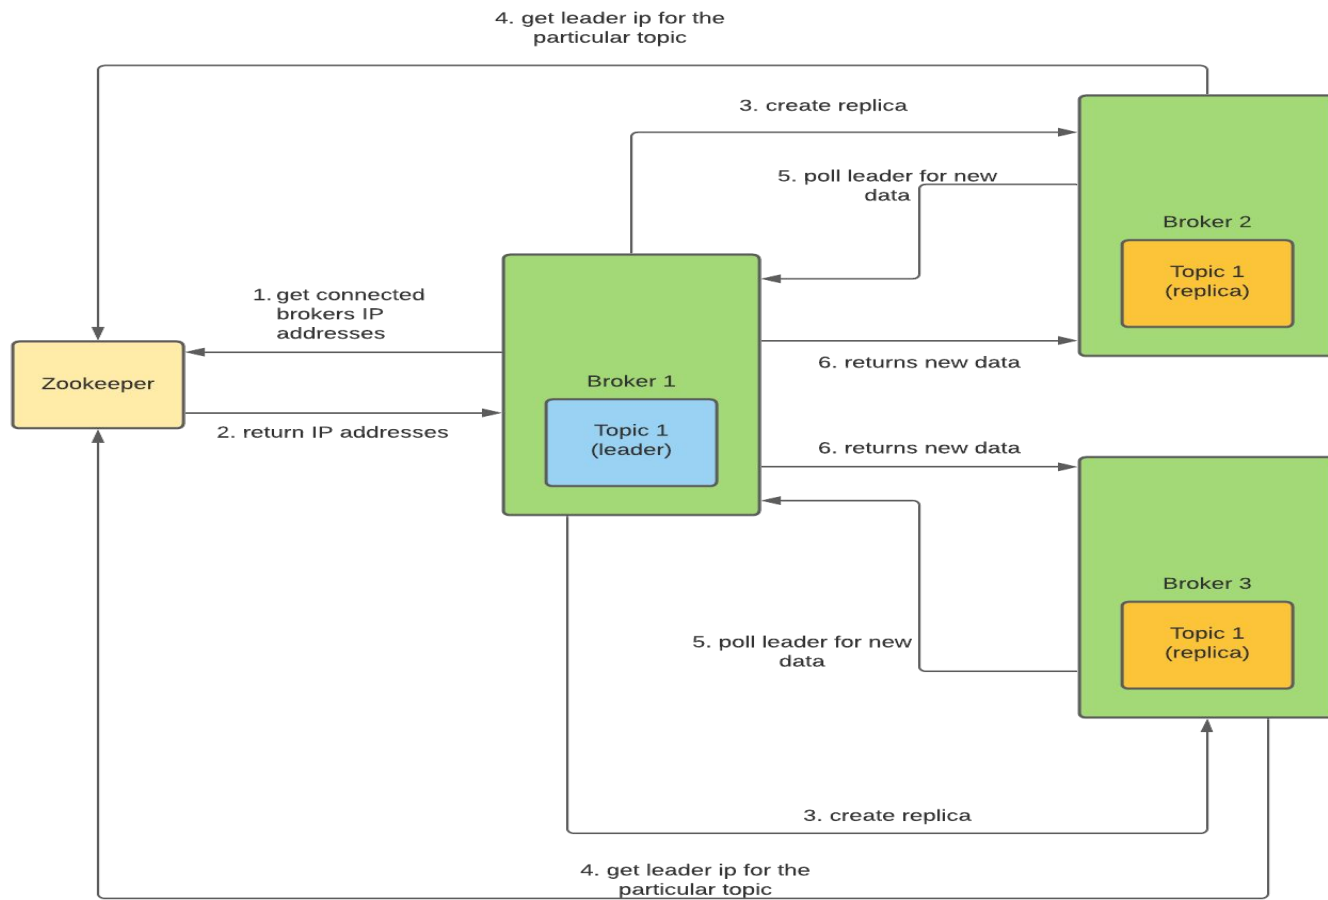 4. get leader ip for the
particular topic
3. create replica
5. poll leader for new
data
Broker 2
Topic 1
(replica)
1. get connected
brokers IP
addresses
6. returns new data
Zookeeper
Broker 1
2. return IP addresses
Topic 1
(leader)
6. returns new data
Broker 3
Topic 1
(replica)
5. poll leader for new
data
3. create replica
4. get leader ip for the
particular topic